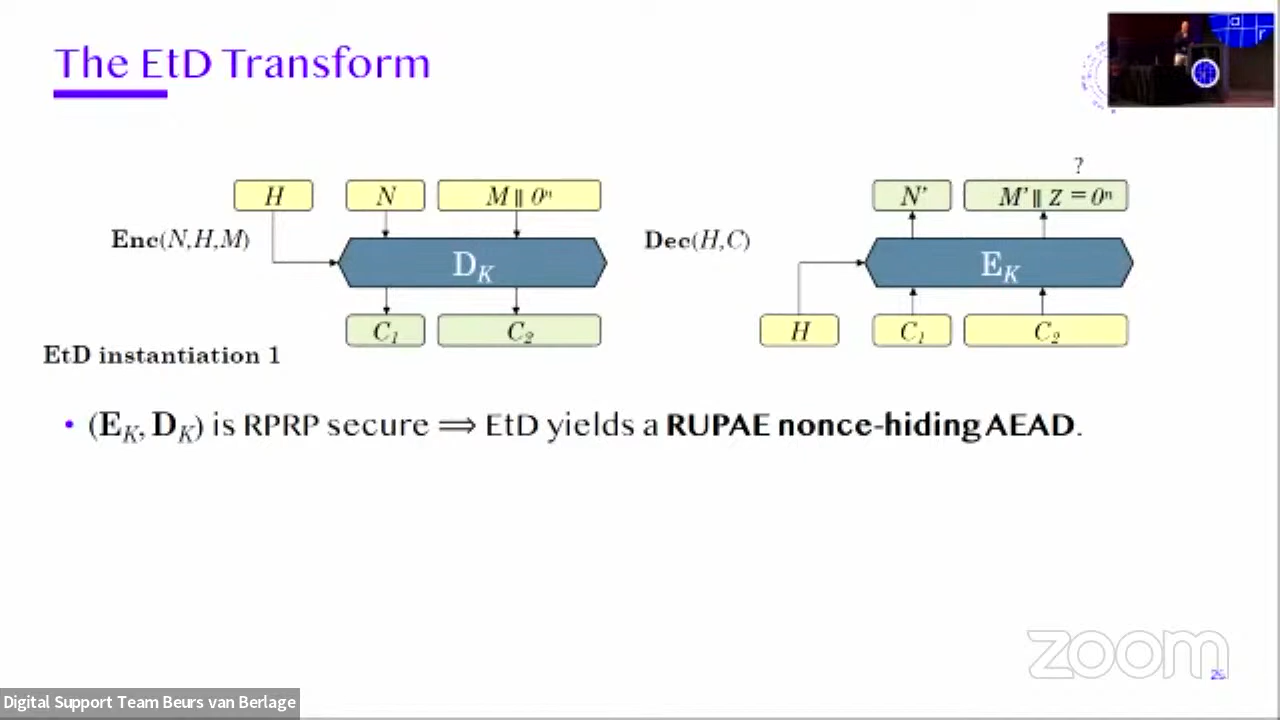 The EtD Transform
?
H N M ∥ 0ⁿ N' M' ∥ Z = 0ⁿ
Enc(N,H,M) Dec(H,C)
D_K E_K
C₁ C₂ H C₁ C₂
EtD instantiation 1
• (E_K, D_K) is RPRP secure ⟹ EtD yields a RUPAE nonce-hiding AEAD.
zoom
Digital Support Team Beurs van Berlage